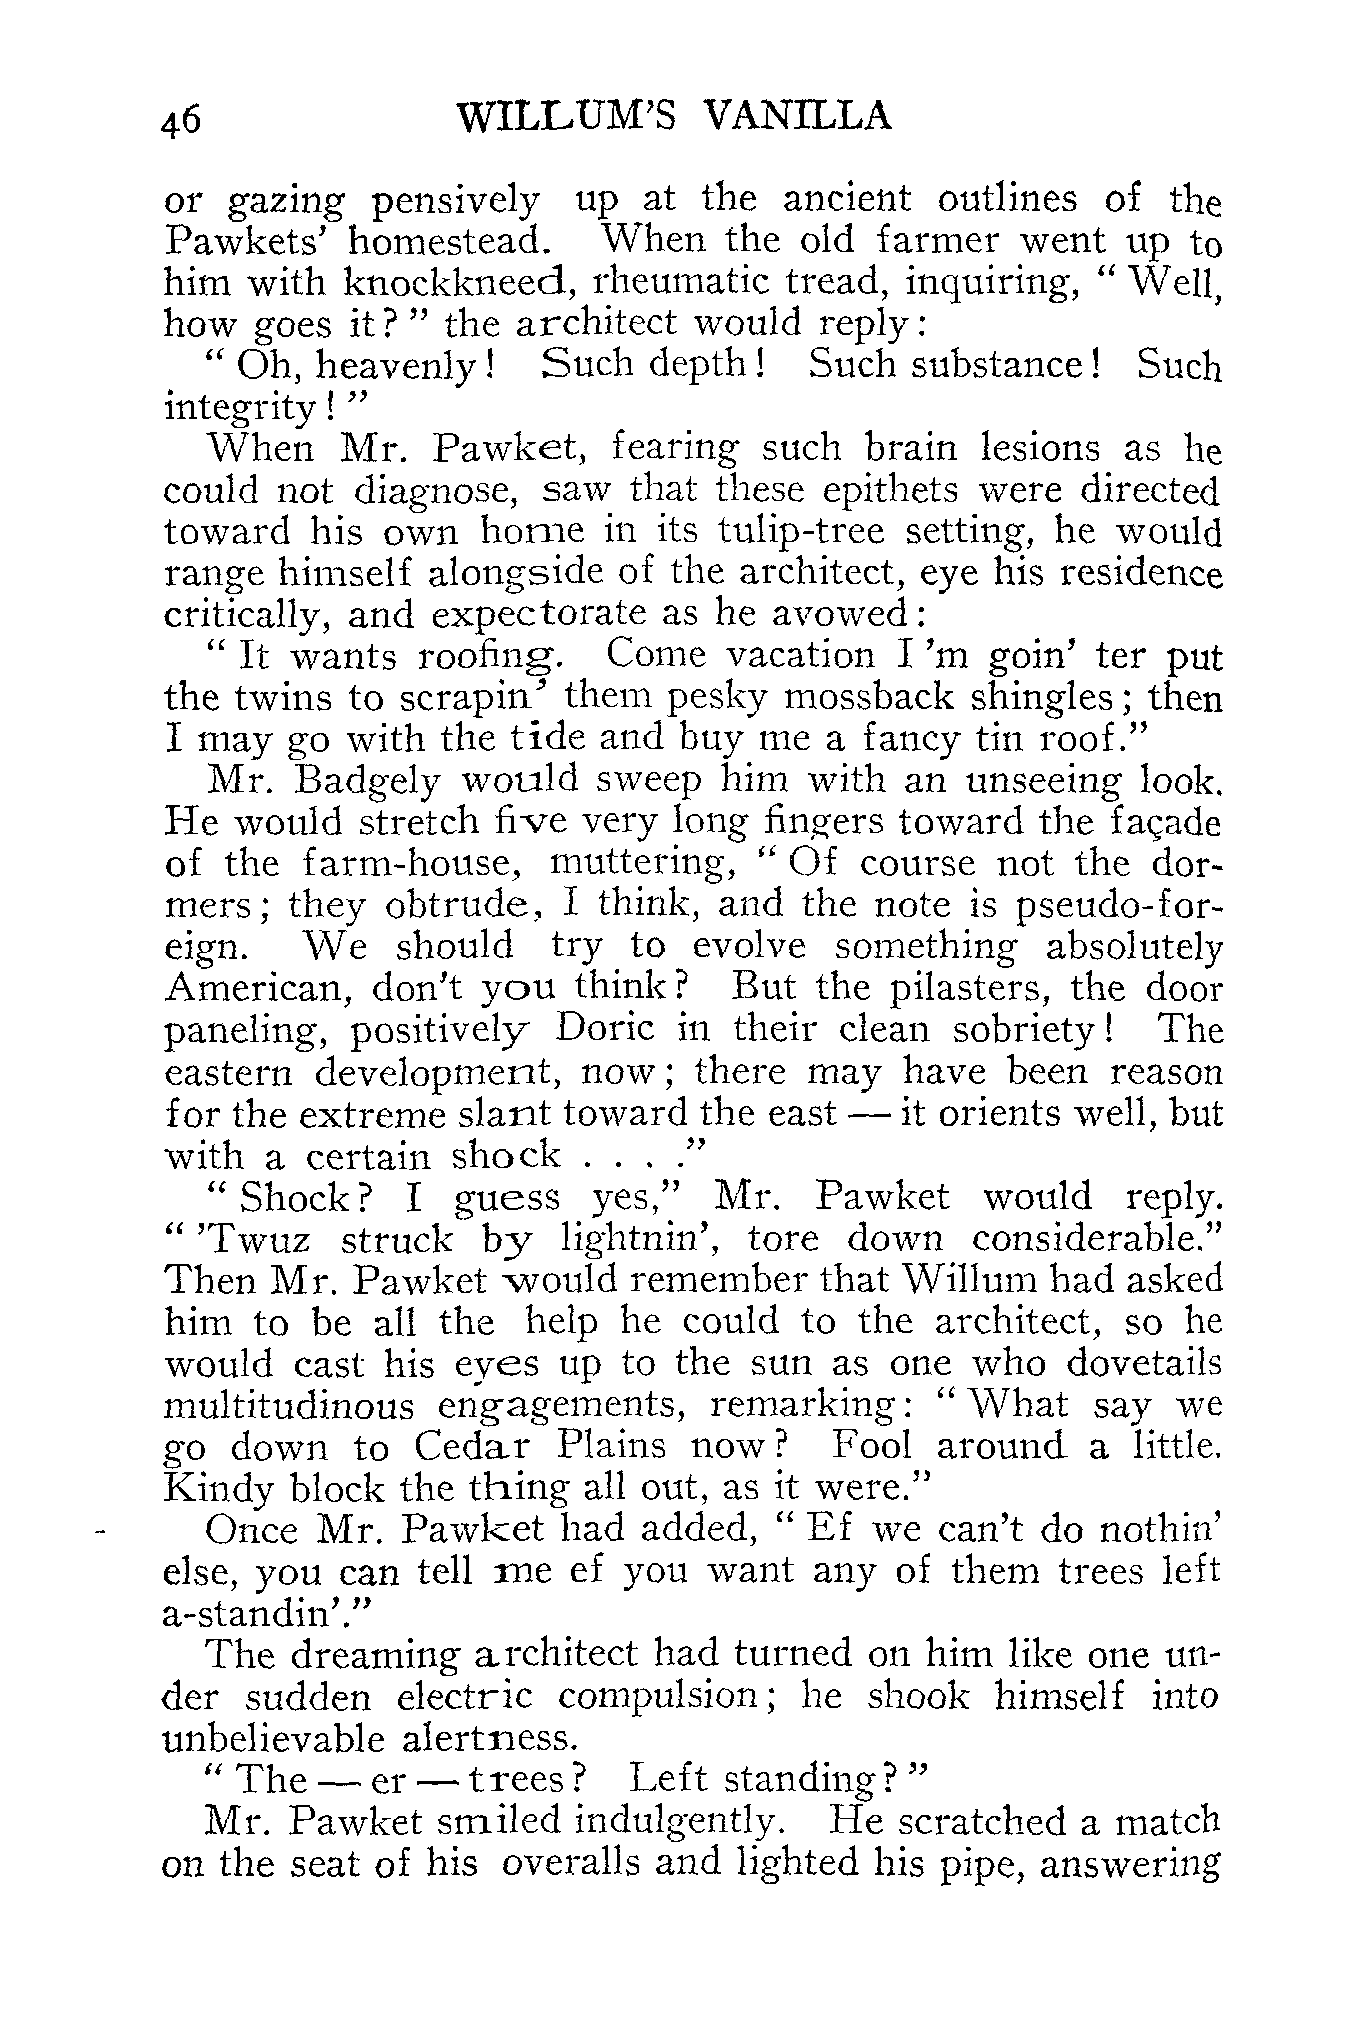 46 WILLUM'S VANILLA
or gazing pensively up at the ancient outlines of the
Pawkets' homestead. When the old farmer went up to
him with knockkneed, rheumatic tread, inquiring, “ Well,
how goes it? ” the architect would reply:
“ Oh, heavenly! Such depth! Such substance! Such
integrity! ”
When Mr. Pawket, fearing such brain lesions as he
could not diagnose, saw that these epithets were directed
toward his own home in its tulip-tree setting, he would
range himself alongside of the architect, eye his residence
critically, and expectorate as he avowed:
“ It wants roofing. Come vacation I 'm goin' ter put
the twins to scrapin' them pesky mossback shingles; then
I may go with the tide and buy me a fancy tin roof.”
Mr. Badgely would sweep him with an unseeing look.
He would stretch five very long fingers toward the façade
of the farm-house, muttering, “ Of course not the dor-
mers; they obtrude, I think, and the note is pseudo-for-
eign. We should try to evolve something absolutely
American, don't you think? But the pilasters, the door
paneling, positively Doric in their clean sobriety! The
eastern development, now; there may have been reason
for the extreme slant toward the east — it orients well, but
with a certain shock . . . .”
“ Shock? I guess yes,” Mr. Pawket would reply.
“ 'Twuz struck by lightnin', tore down considerable.”
Then Mr. Pawket would remember that Willum had asked
him to be all the help he could to the architect, so he
would cast his eyes up to the sun as one who dovetails
multitudinous engagements, remarking: “ What say we
go down to Cedar Plains now? Fool around a little.
Kindy block the thing all out, as it were.”
Once Mr. Pawket had added, “ Ef we can't do nothin'
else, you can tell me ef you want any of them trees left
a-standin'.”
The dreaming architect had turned on him like one un-
der sudden electric compulsion; he shook himself into
unbelievable alertness.
“ The — er — trees? Left standing? ”
Mr. Pawket smiled indulgently. He scratched a match
on the seat of his overalls and lighted his pipe, answering